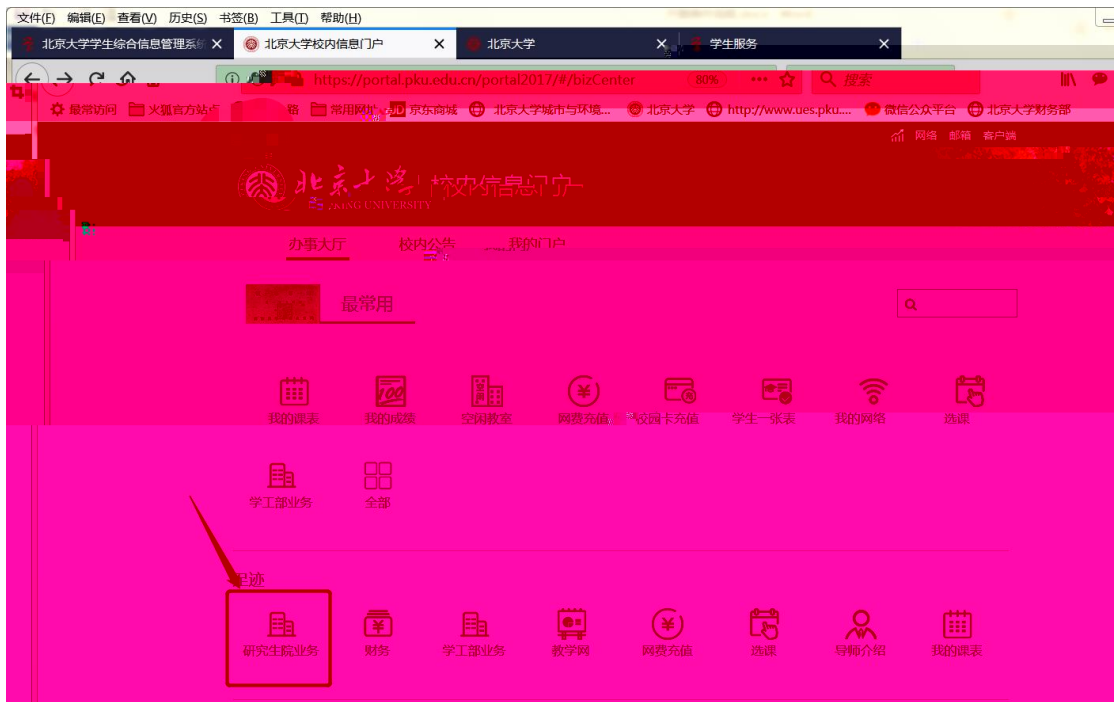 文件(F) 编辑(E) 查看(V) 历史(S) 书签(B) 工具(T) 帮助(H)
北京大学学生综合信息管理系统 北京大学校内信息门户 北京大学 学生服务
https://portal.pku.edu.cn/portal2017/#/bizCenter 80% 搜索
最常访问 火狐官方站点 常用网址 JD 京东商城 北京大学城市与环境... 北京大学 http://www.ues.pku.... 微信公众平台 北京大学财务部
网络 邮箱 客户端
北京大学 校内信息门户
UNIVERSITY
办事大厅 校内公告 我的门户
最常用
我的课表 我的成绩 空闲教室 网费充值 校园卡充值 学生一张表 我的网络 选课
学工部业务 全部
足迹
研究生院业务 财务 学工部业务 教学网 网费充值 选课 导师介绍 我的课表